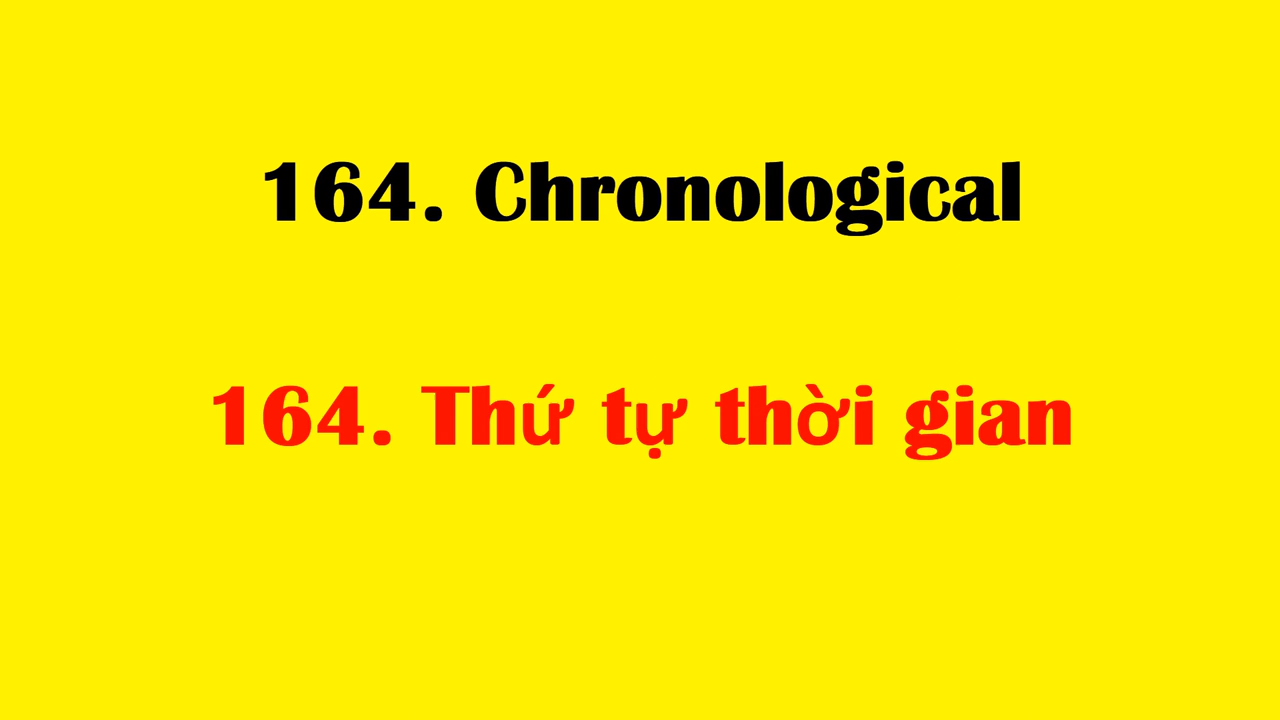 164. Chronological
164. Thứ tự thời gian